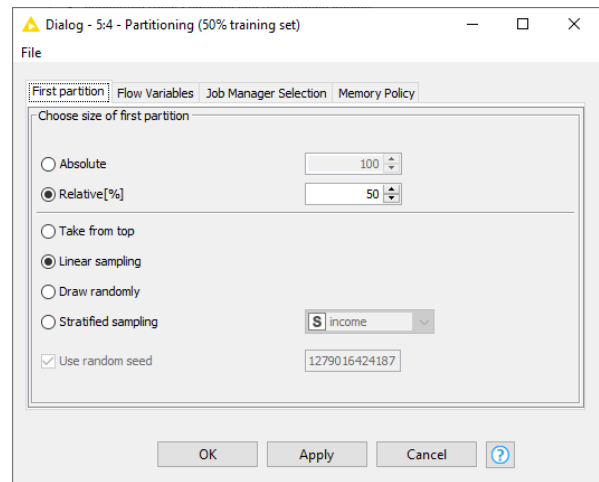 Dialog - 5:4 - Partitioning (50% training set)
File
First partition Flow Variables Job Manager Selection Memory Policy
Choose size of first partition
Absolute 100
Relative[%] 50
Take from top
Linear sampling
Draw randomly
Stratified sampling S income
Use random seed 1279016424187
OK Apply Cancel ?